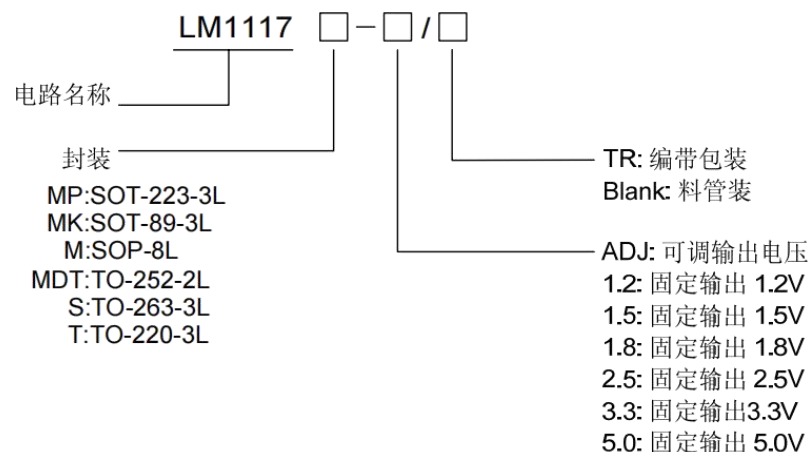 LM1117 □-□/□
电路名称
封装
MP:SOT-223-3L
MK:SOT-89-3L
M:SOP-8L
MDT:TO-252-2L
S:TO-263-3L
T:TO-220-3L
TR: 编带包装
Blank: 料管装
ADJ: 可调输出电压
1.2: 固定输出 1.2V
1.5: 固定输出 1.5V
1.8: 固定输出 1.8V
2.5: 固定输出 2.5V
3.3: 固定输出3.3V
5.0: 固定输出 5.0V